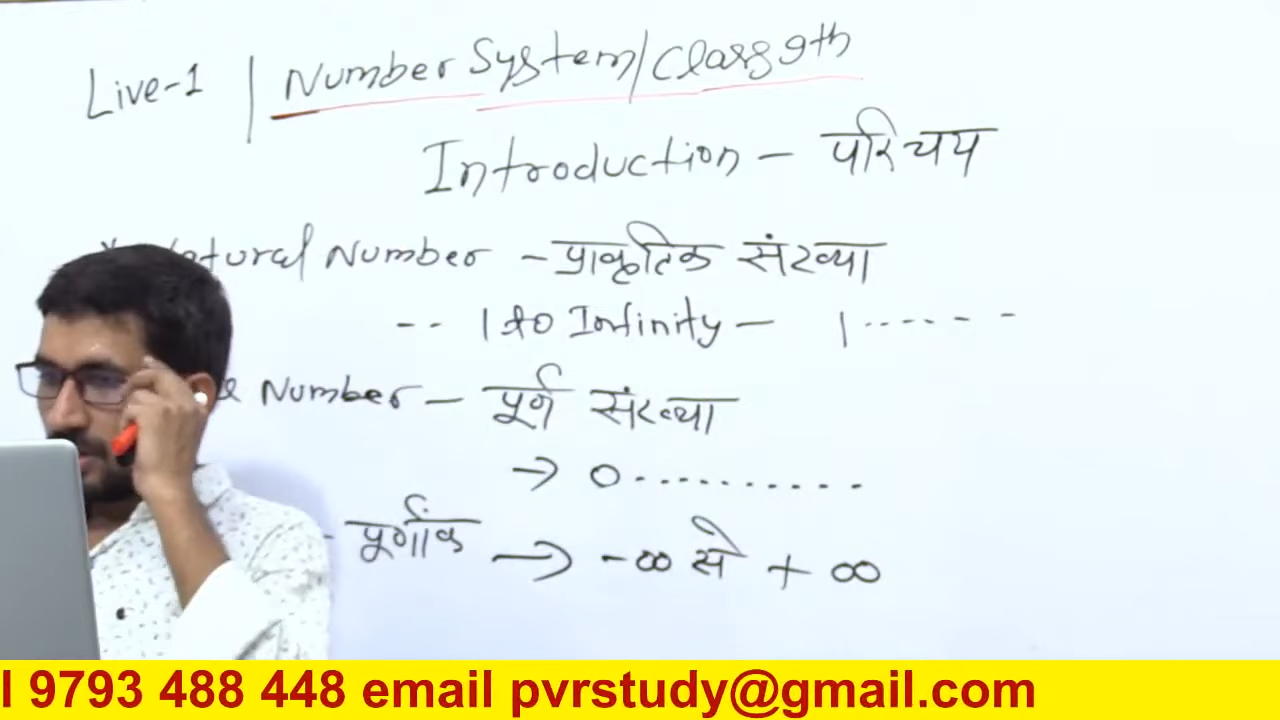 Live-1 | Number System/Class 9th
Introduction - परिचय
Natural Number - प्राकृतिक संख्या
-- 1 to Infinity - 1 ------
Number - पूर्ण संख्या
→ 0 ..........
- पूर्णांक → -∞ से + ∞
l 9793 488 448 email pvrstudy@gmail.com